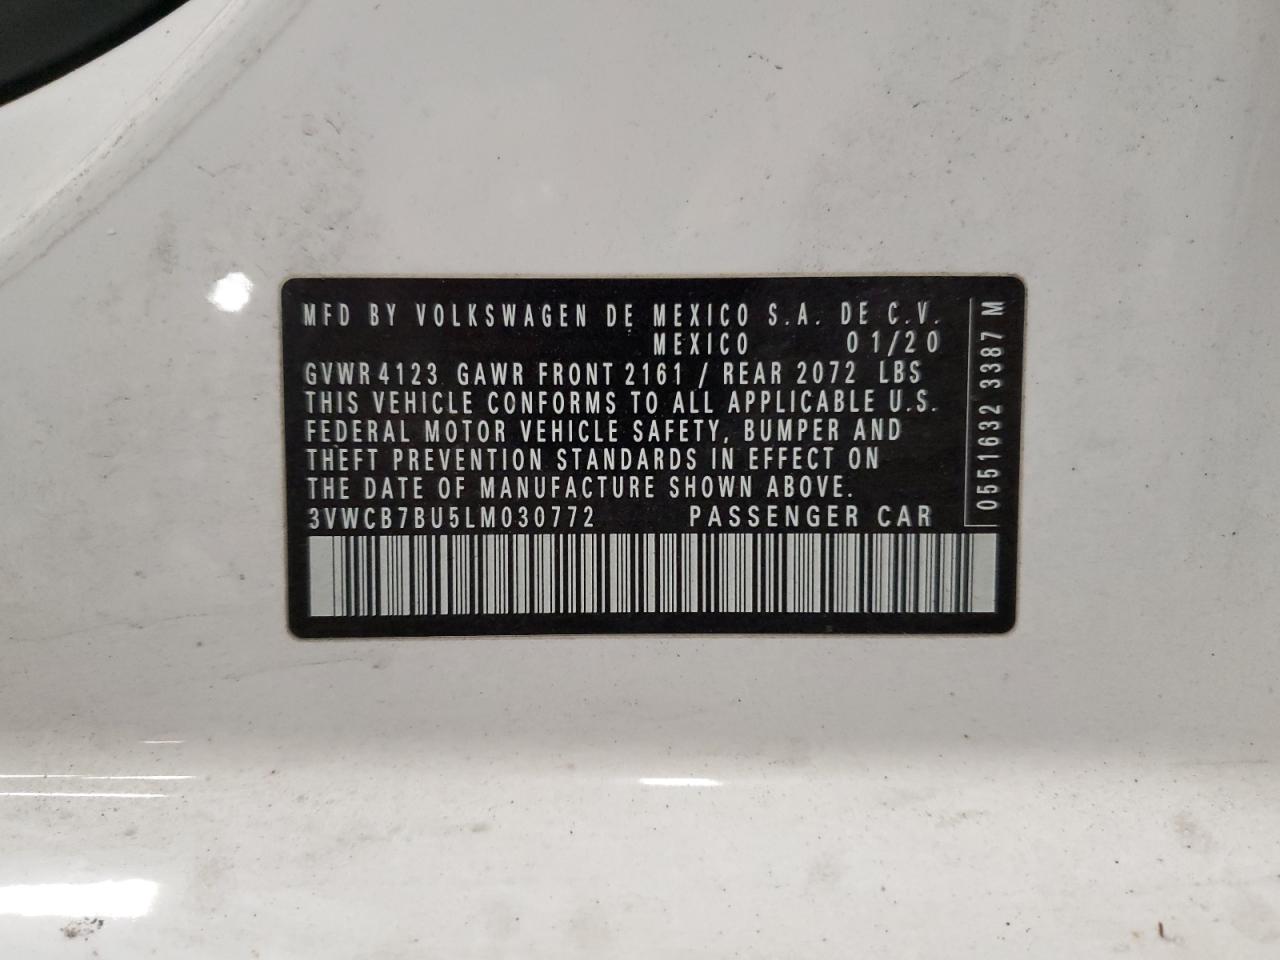 MFD BY VOLKSWAGEN DE MEXICO S.A. DE C.V.
MEXICO 01/20
GVWR 4123 GAWR FRONT 2161 / REAR 2072 LBS
THIS VEHICLE CONFORMS TO ALL APPLICABLE U.S.
FEDERAL MOTOR VEHICLE SAFETY, BUMPER AND
THEFT PREVENTION STANDARDS IN EFFECT ON
THE DATE OF MANUFACTURE SHOWN ABOVE.
3VWCB7BU5LM030772 PASSENGER CAR
0551632 3387 M